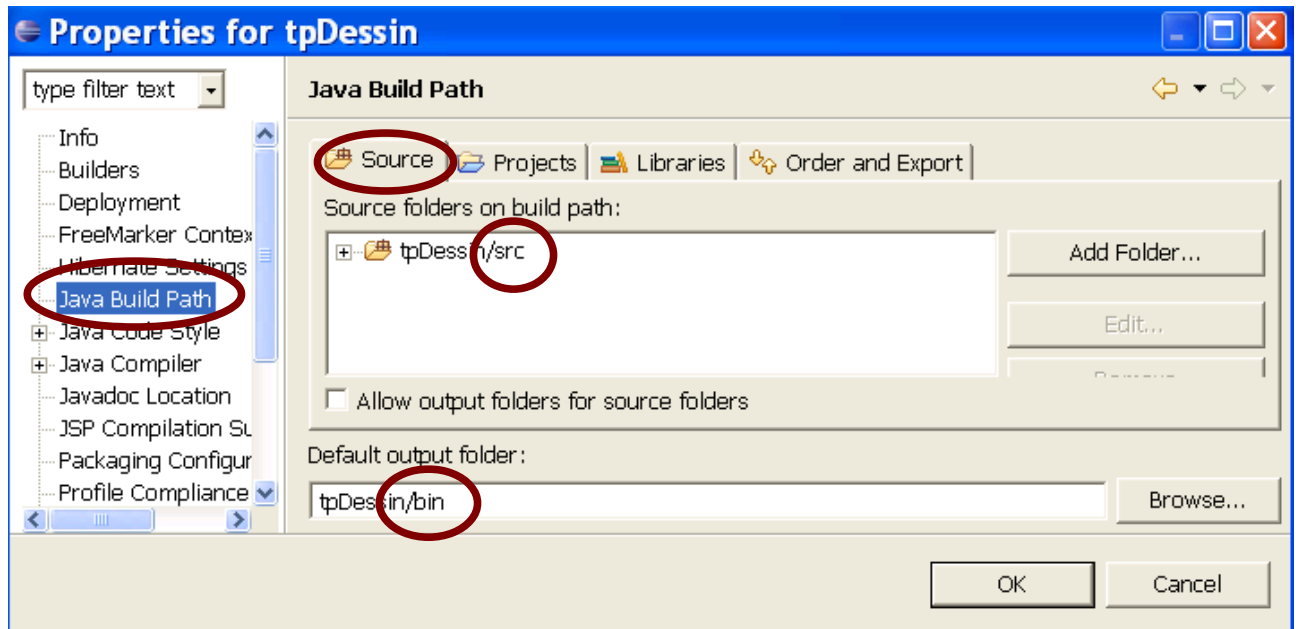 Properties for tpDessin
type filter text
Java Build Path
Info
Builders
Deployment
FreeMarker Contex
Hibernate Settings
Java Build Path
Java Code Style
Java Compiler
Javadoc Location
JSP Compilation Su
Packaging Configur
Profile Compliance
Source
Projects
Libraries
Order and Export
Source folders on build path:
tpDessin/src
Add Folder...
Edit...
Allow output folders for source folders
Default output folder:
tpDessin/bin
Browse...
OK
Cancel